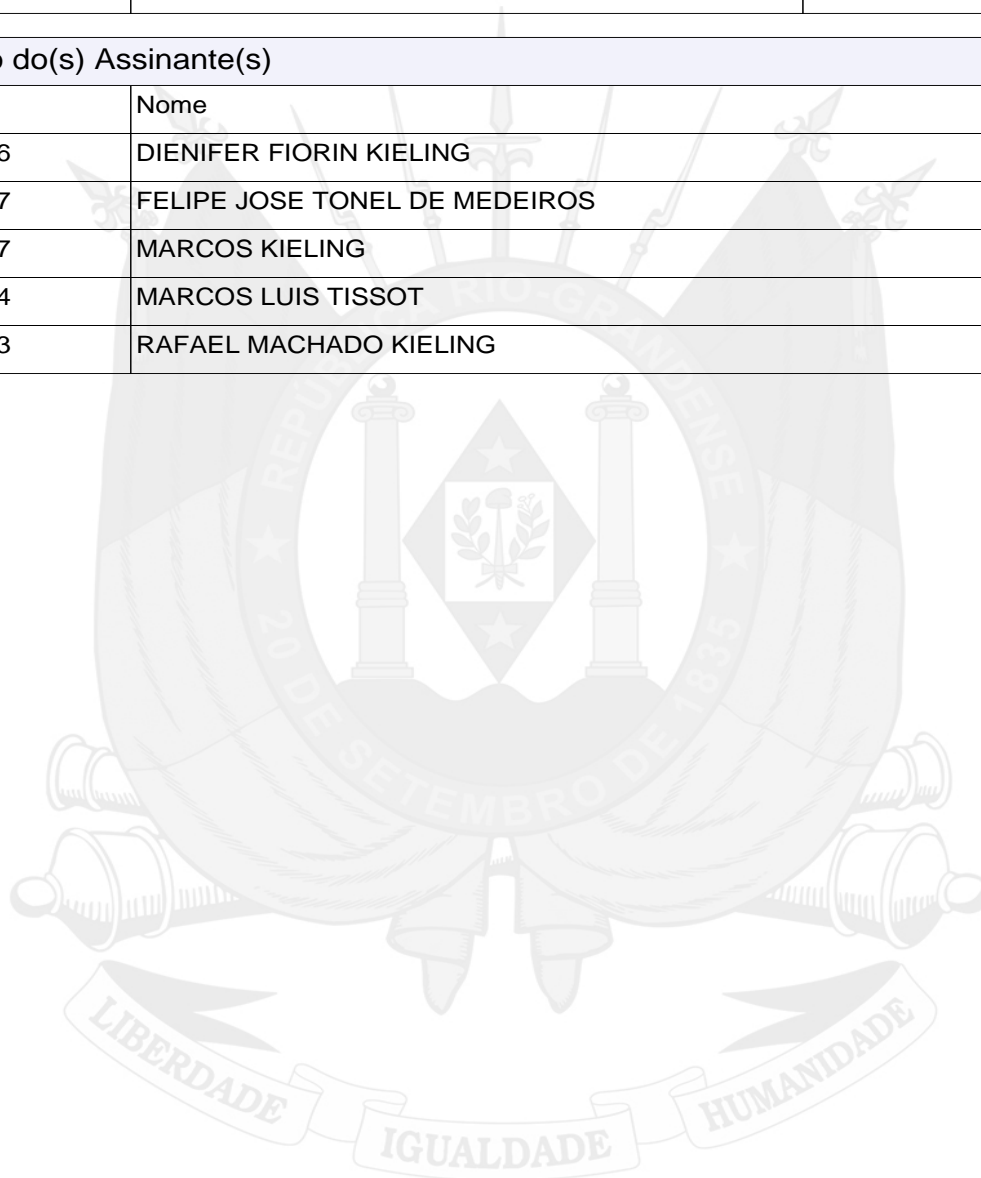 o do(s) Assinante(s)
Nome
6 DIENIFER FIORIN KIELING
7 FELIPE JOSE TONEL DE MEDEIROS
7 MARCOS KIELING
4 MARCOS LUIS TISSOT
3 RAFAEL MACHADO KIELING
REPÚBLICA RIO-GRANDENSE
20 DE SETEMBRO DE 1835
LIBERDADE IGUALDADE HUMANIDADE